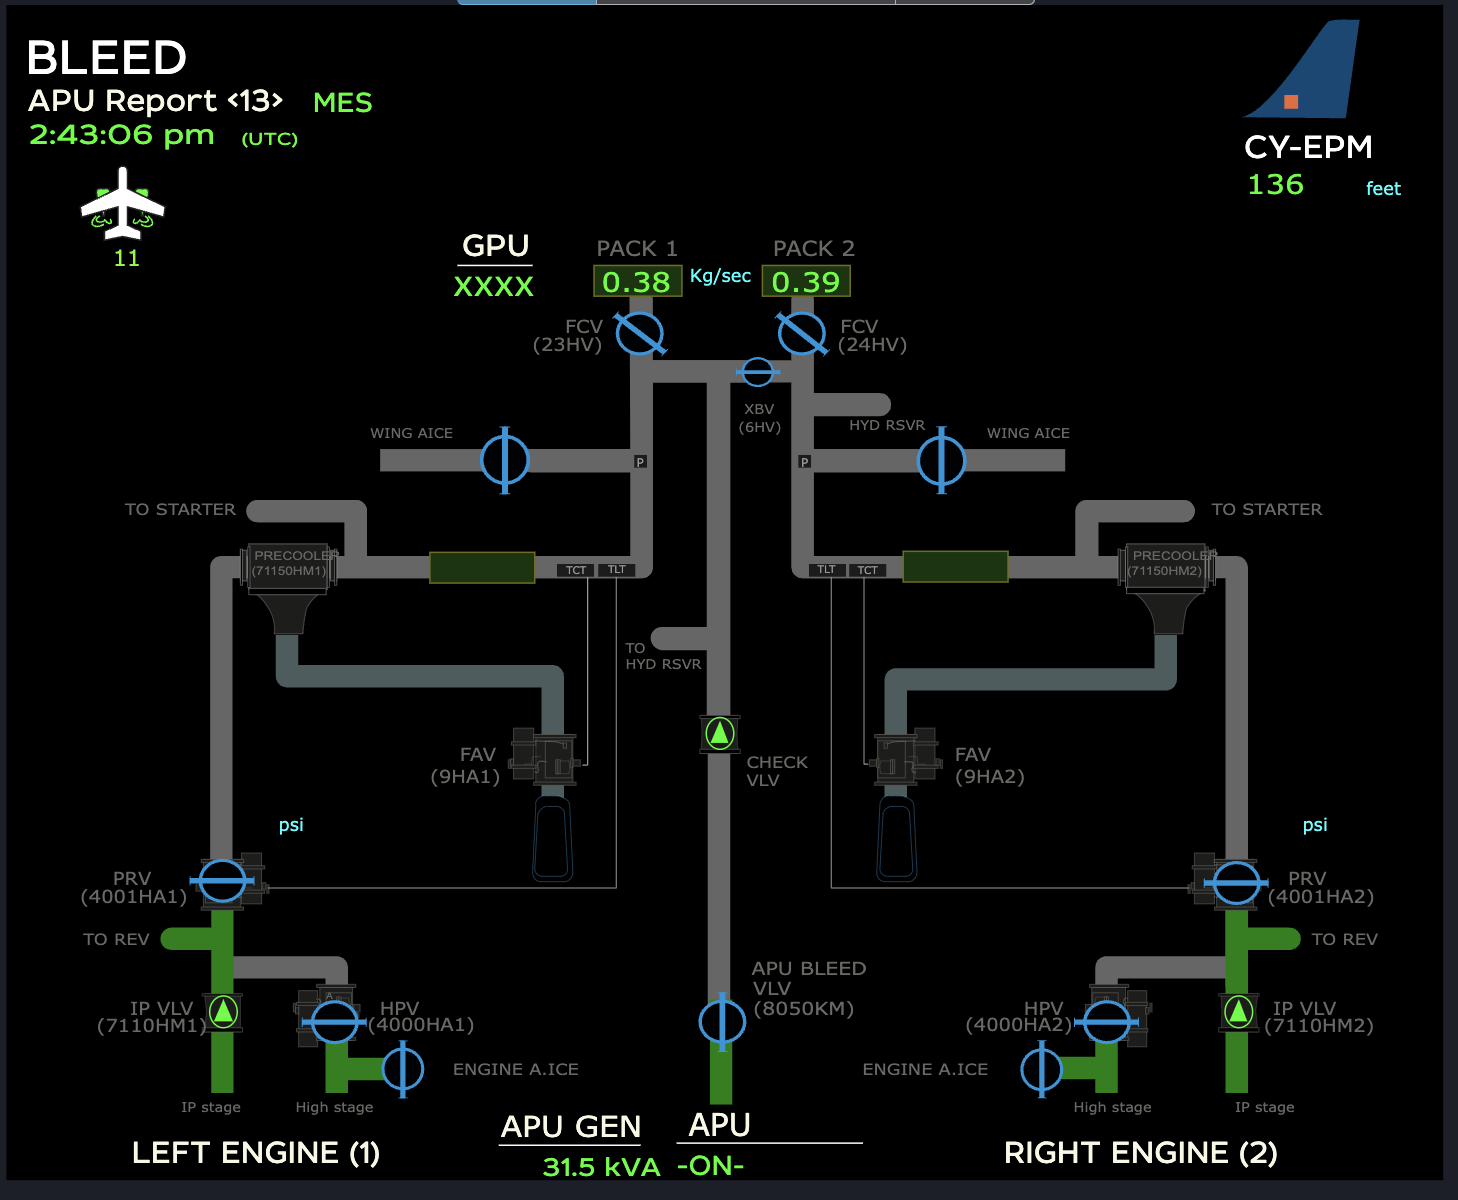 BLEED
APU Report <13> MES
2:43:06 pm (UTC)
11
CY-EPM
136 feet
GPU
XXXX
PACK 1
0.38
Kg/sec
PACK 2
0.39
FCV
(23HV)
FCV
(24HV)
XBV
(6HV)
HYD RSVR
WING AICE
P
P
WING AICE
TO STARTER
TO STARTER
PRECOOLER
(71150HM1)
TCT
TLT
TLT
TCT
PRECOOLER
(71150HM2)
TO
HYD RSVR
FAV
(9HA1)
CHECK
VLV
FAV
(9HA2)
psi
psi
PRV
(4001HA1)
PRV
(4001HA2)
TO REV
TO REV
APU BLEED
VLV
(8050KM)
IP VLV
(7110HM1)
A
HPV
(4000HA1)
HPV
(4000HA2)
IP VLV
(7110HM2)
ENGINE A.ICE
ENGINE A.ICE
IP stage
High stage
High stage
IP stage
LEFT ENGINE (1)
APU GEN
31.5 kVA
APU
-ON-
RIGHT ENGINE (2)